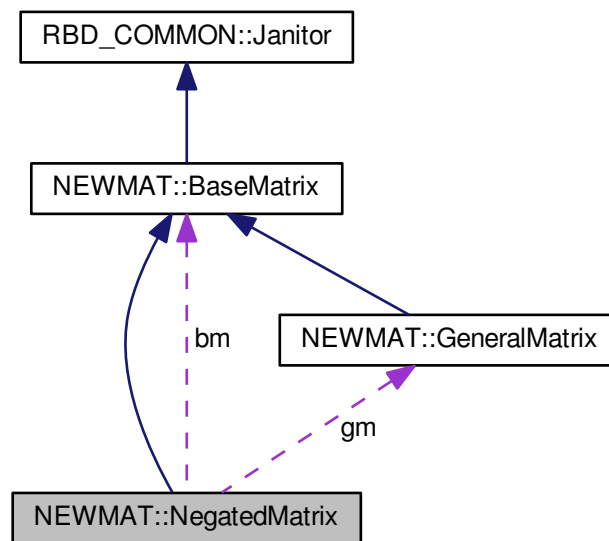 RBD_COMMON::Janitor
NEWMAT::BaseMatrix
bm
NEWMAT::GeneralMatrix
gm
NEWMAT::NegatedMatrix